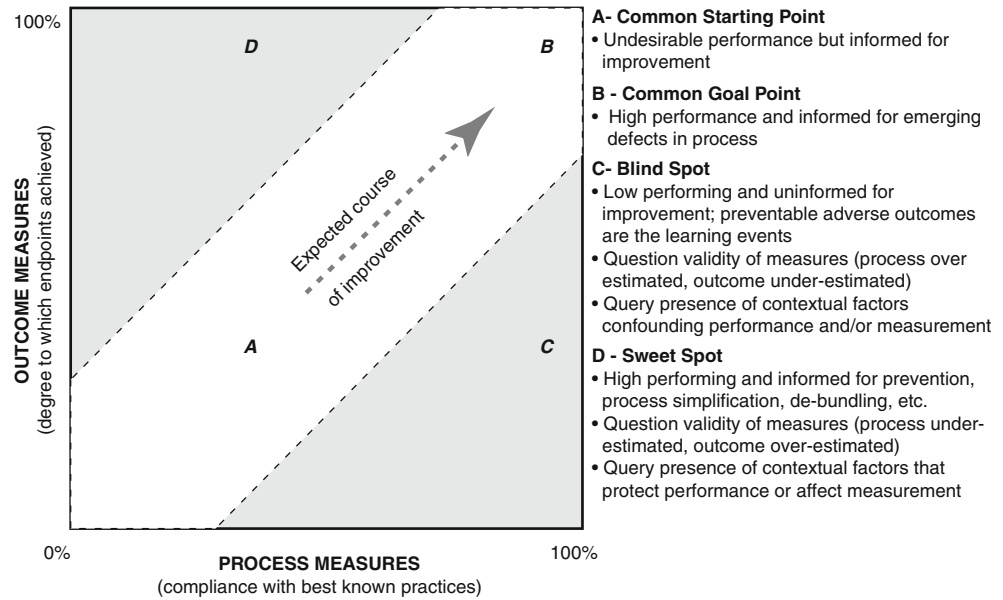 100%
D
B
OUTCOME MEASURES
(degree to which endpoints achieved)
Expected course
of improvement
A
C
0%
100%
PROCESS MEASURES
(compliance with best known practices)
A- Common Starting Point
• Undesirable performance but informed for
improvement
B - Common Goal Point
• High performance and informed for emerging
defects in process
C- Blind Spot
• Low performing and uninformed for
improvement; preventable adverse outcomes
are the learning events
• Question validity of measures (process over
estimated, outcome under-estimated)
• Query presence of contextual factors
confounding performance and/or measurement
D - Sweet Spot
• High performing and informed for prevention,
process simplification, de-bundling, etc.
• Question validity of measures (process under-
estimated, outcome over-estimated)
• Query presence of contextual factors that
protect performance or affect measurement